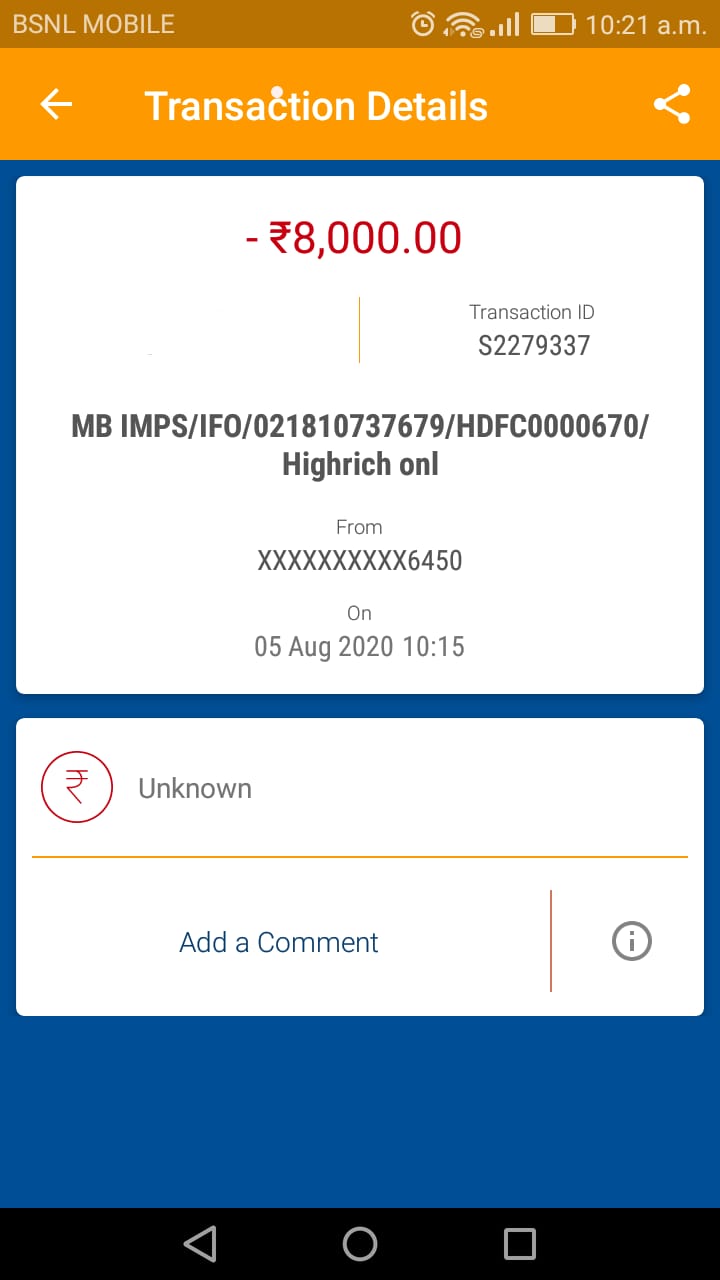 BSNL MOBILE 10:21 a.m.
Transaction Details
- ₹8,000.00
Transaction ID
S2279337
MB IMPS/IFO/021810737679/HDFC0000670/
Highrich onl
From
XXXXXXXXXX6450
On
05 Aug 2020 10:15
₹ Unknown
Add a Comment